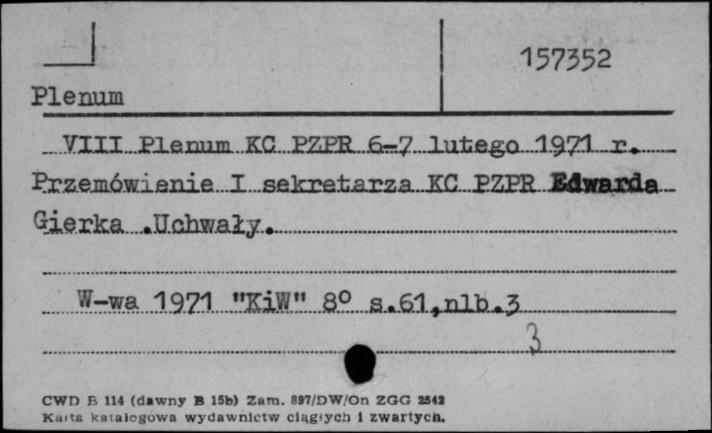 157352
Plenum
VIII Plenum KC PZPR 6-7 lutego 1971 r.
Przemówienie I sekretarza KC PZPR Edwarda
Gierka .Uchwały.
W-wa 1971 "KiW" 8° s.61,nlb.3
3
CWD B 114 (dawny B 15b) Zam. 897/DW/On ZGG 2542
Karta katalogowa wydawnictw ciągłych i zwartych.